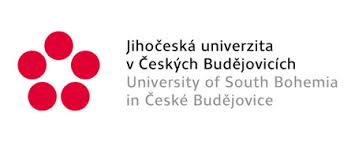 Jihočeská univerzita
v Českých Budějovicích
University of South Bohemia
in České Budějovice